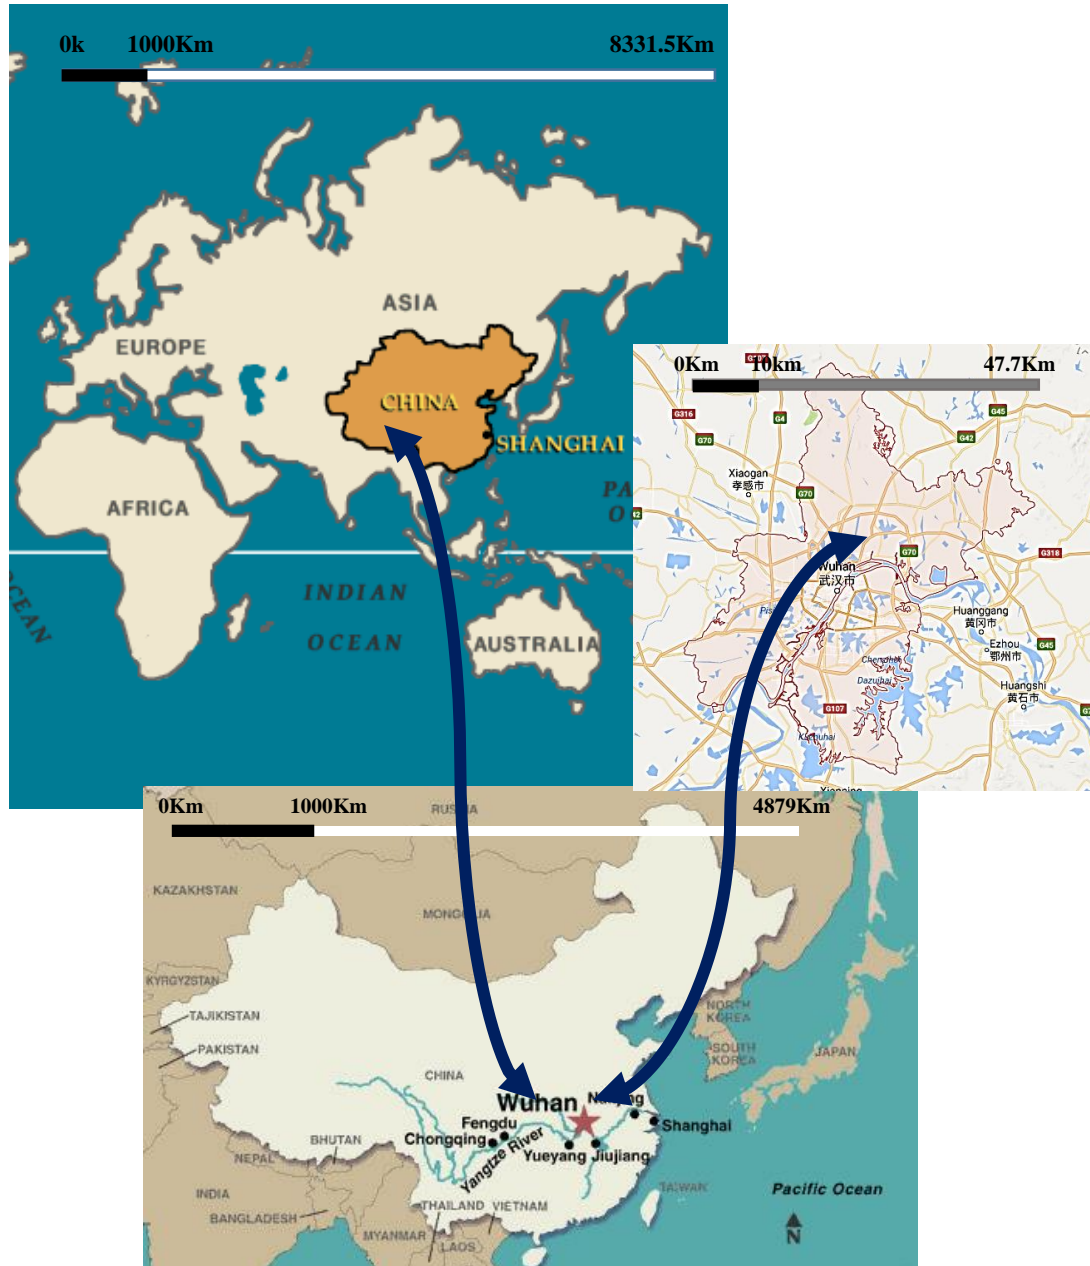 0k 1000Km 8331.5Km
ASIA
EUROPE
CHINA
SHANGHAI
AFRICA
PA
O
INDIAN
OCEAN
CEAN
AUSTRALIA
0Km 10km 47.7Km
G316
G4
G45
G70
G42
Xiaogan
孝感市
G70
G70
G318
Wuhan
武汉市
Huanggang
黄冈市
Ezhou
鄂州市
G45
Dazuihai
Huangshi
黄石市
G107
0Km 1000Km 4879Km
KAZAKHSTAN
MONGOLIA
KYRGYZSTAN
NORTH
KOREA
TAJIKISTAN
SOUTH
KOREA
JAPAN
PAKISTAN
CHINA
Wuhan
Fengdu
Chongqing
Shanghai
Yangtze River
Yueyang Jiujiang
BHUTAN
NEPAL
TAIWAN
Pacific Ocean
INDIA
THAILAND VIETNAM
BANGLADESH
MYANMAR
LAOS
N